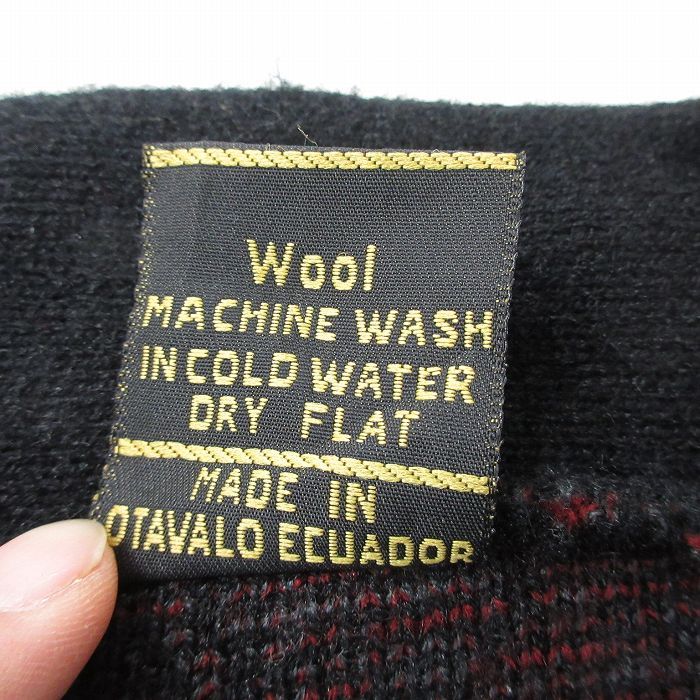 Wool
MACHINE WASH
IN COLD WATER
DRY FLAT
MADE IN
OTAVALO ECUADOR